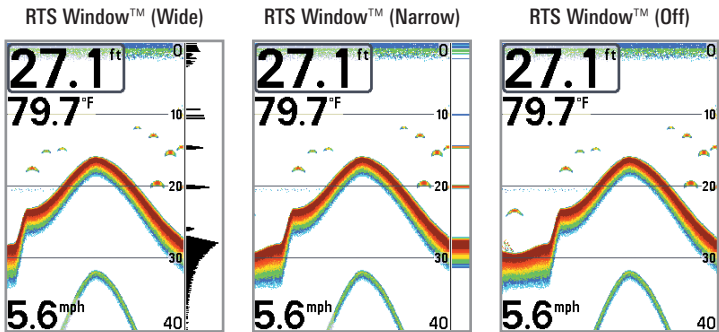 RTS Window™ (Wide)
27.1 ft
79.7 °F
0
10
20
30
40
5.6 mph
RTS Window™ (Narrow)
27.1 ft
79.7 °F
0
10
20
30
40
5.6 mph
RTS Window™ (Off)
27.1 ft
79.7 °F
0
10
20
30
40
5.6 mph